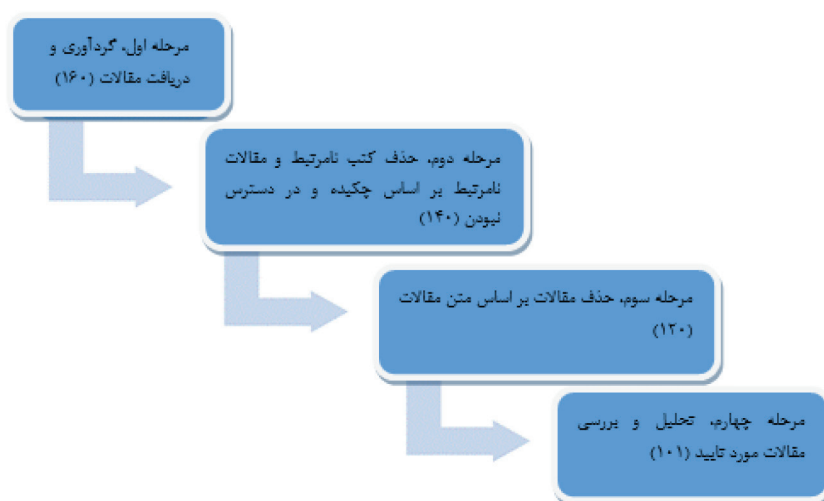 مرحله اول، گردآوری و
دریافت مقالات (۱۶۰)
مرحله دوم، حذف کتب نامرتبط و مقالات
نامرتبط بر اساس چکیده و در دسترس
نبودن (۱۴۰)
مرحله سوم، حذف مقالات بر اساس متن مقالات
(۱۲۰)
مرحله چهارم، تحلیل و بررسی
مقالات مورد تایید (۱۰۱)